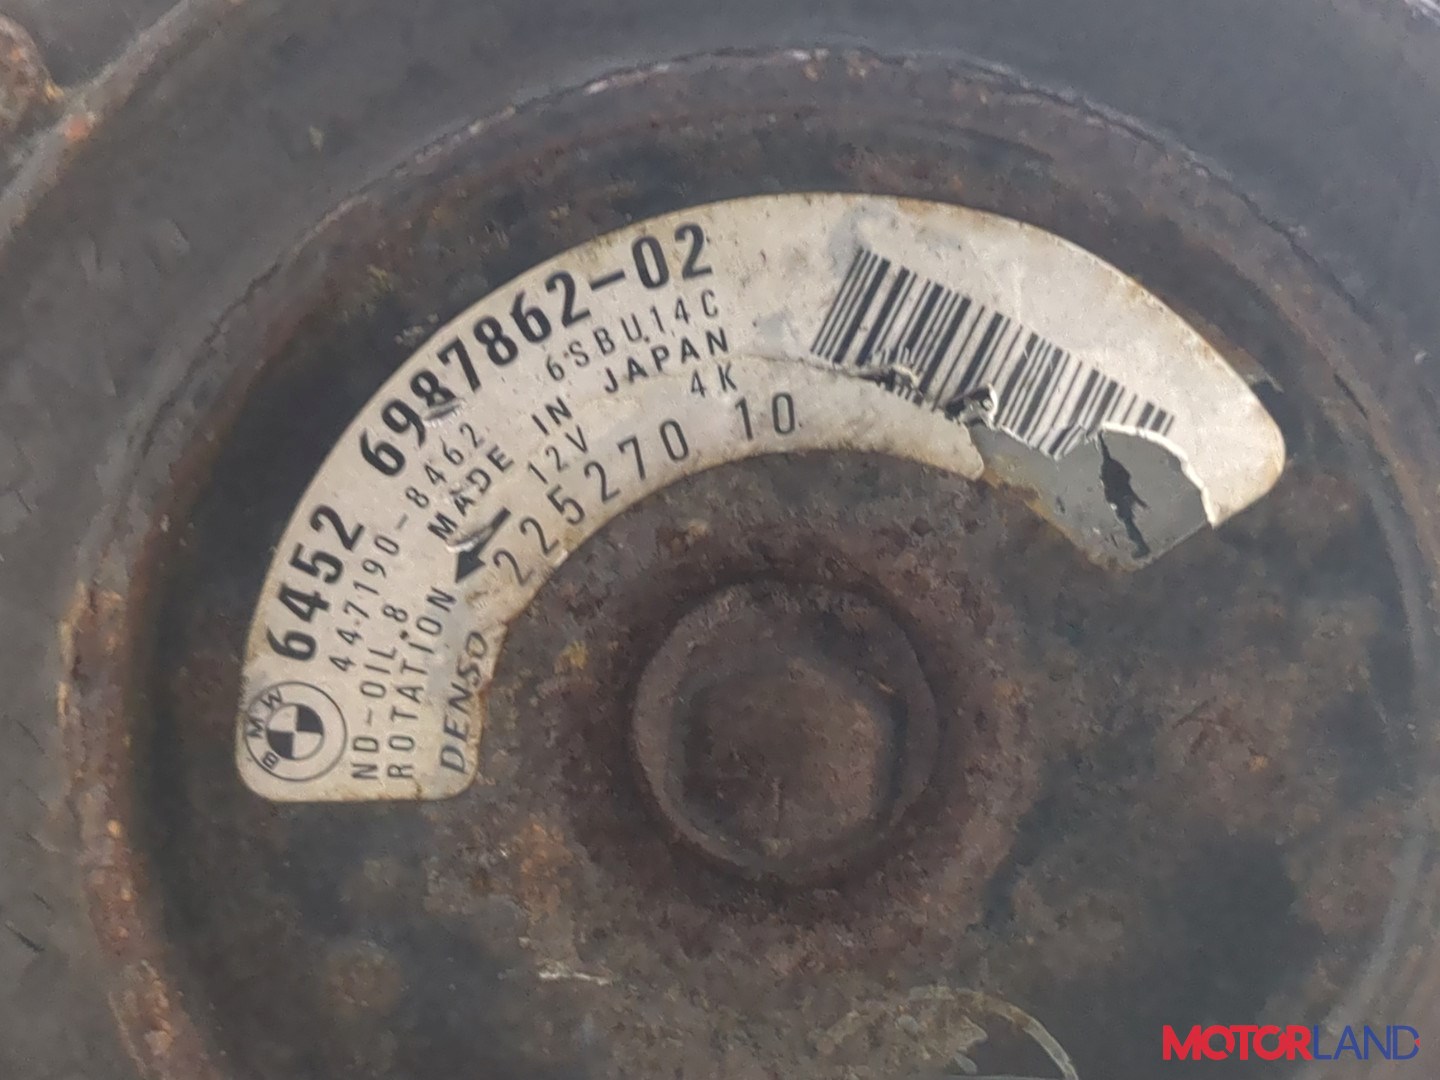 BMW
6452 6987862-02
447190-8462 6SBU14C
ND-OIL 8 MADE IN JAPAN
ROTATION 12V 4K
DENSO 225270 10
MOTORLAND